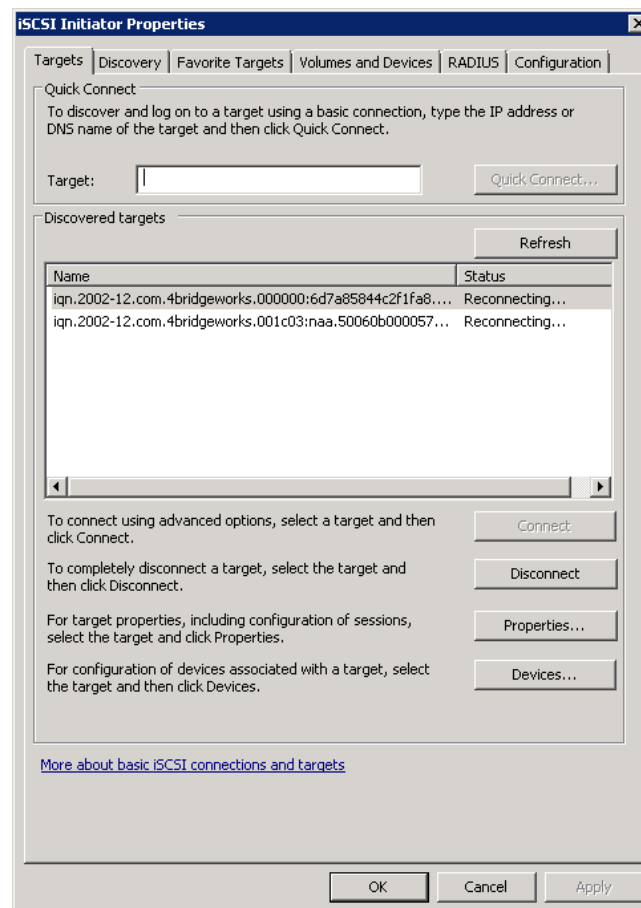 iSCSI Initiator Properties
Targets Discovery Favorite Targets Volumes and Devices RADIUS Configuration
Quick Connect
To discover and log on to a target using a basic connection, type the IP address or
DNS name of the target and then click Quick Connect.
Target: Quick Connect...
Discovered targets
Refresh
Name Status
iqn.2002-12.com.4bridgeworks.000000:6d7a85844c2f1fa8.... Reconnecting...
iqn.2002-12.com.4bridgeworks.001c03:naa.50060b000057... Reconnecting...
To connect using advanced options, select a target and then
click Connect.
Connect
To completely disconnect a target, select the target and
then click Disconnect.
Disconnect
For target properties, including configuration of sessions,
select the target and click Properties.
Properties...
For configuration of devices associated with a target, select
the target and then click Devices.
Devices...
More about basic iSCSI connections and targets
OK Cancel Apply